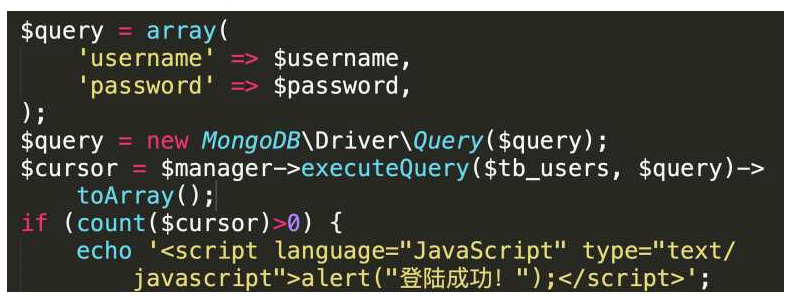 $query = array(
    'username' => $username,
    'password' => $password,
);
$query = new MongoDB\Driver\Query($query);
$cursor = $manager->executeQuery($tb_users, $query)->
    toArray();
if (count($cursor)>0) {
    echo '<script language="JavaScript" type="text/
        javascript">alert("登陆成功！");</script>';